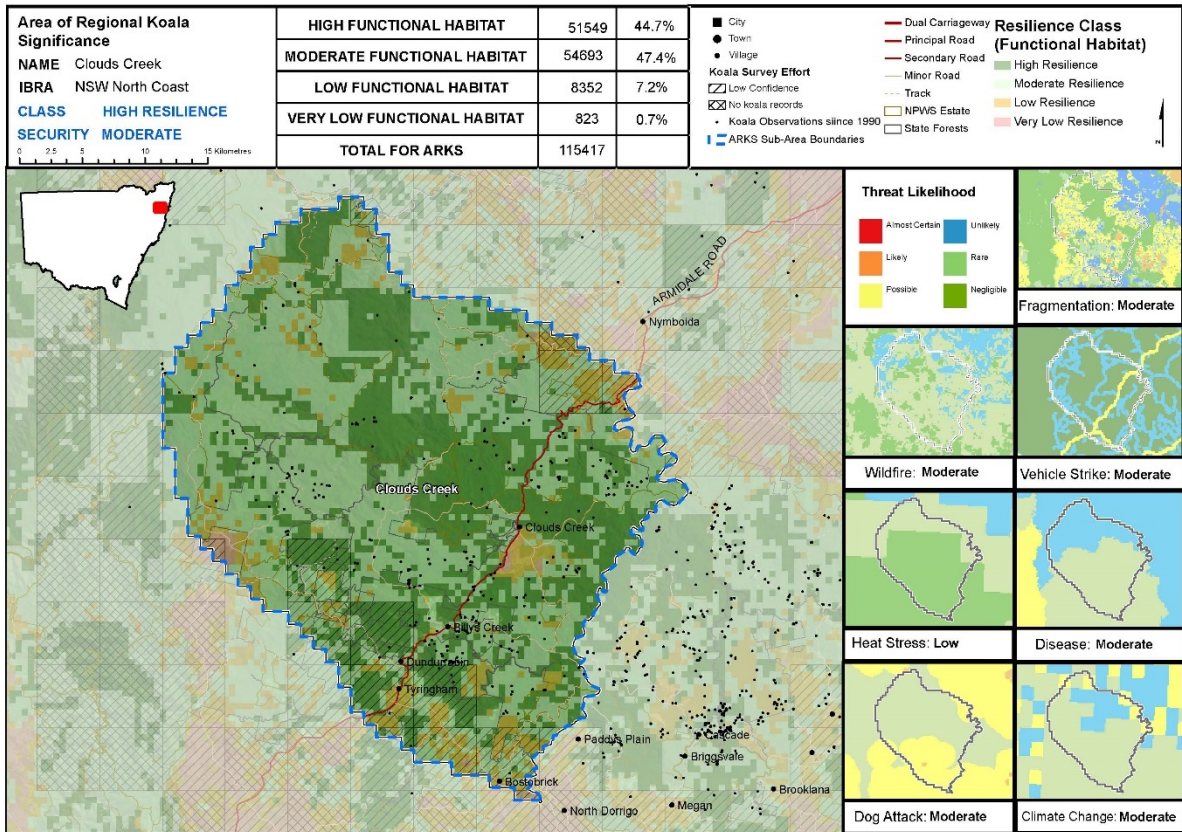 Area of Regional Koala
Significance
NAME Clouds Creek
IBRA NSW North Coast
CLASS HIGH RESILIENCE
SECURITY MODERATE
0 2.5 5 10 15 Kilometres
HIGH FUNCTIONAL HABITAT 51549 44.7%
MODERATE FUNCTIONAL HABITAT 54693 47.4%
LOW FUNCTIONAL HABITAT 8352 7.2%
VERY LOW FUNCTIONAL HABITAT 823 0.7%
TOTAL FOR ARKS 115417
City
Town
Village
Koala Survey Effort
Low Confidence
No koala records
Koala Observations siince 1990
ARKS Sub-Area Boundaries
Dual Carriageway
Principal Road
Secondary Road
Minor Road
Track
NPWS Estate
State Forests
Resilience Class
(Functional Habitat)
High Resilience
Moderate Resilience
Low Resilience
Very Low Resilience
N
ARMIDALE ROAD
Nymboida
Clouds Creek
Clouds Creek
Billys Creek
Dundurrabin
Tyringham
Paddys Plain
Cascade
Briggsvale
Bostobrick
Brooklana
North Dorrigo
Megan
Threat Likelihood
Almost Certain
Unlikely
Likely
Rare
Possible
Negligible
Fragmentation: Moderate
Wildfire: Moderate
Vehicle Strike: Moderate
Heat Stress: Low
Disease: Moderate
Dog Attack: Moderate
Climate Change: Moderate